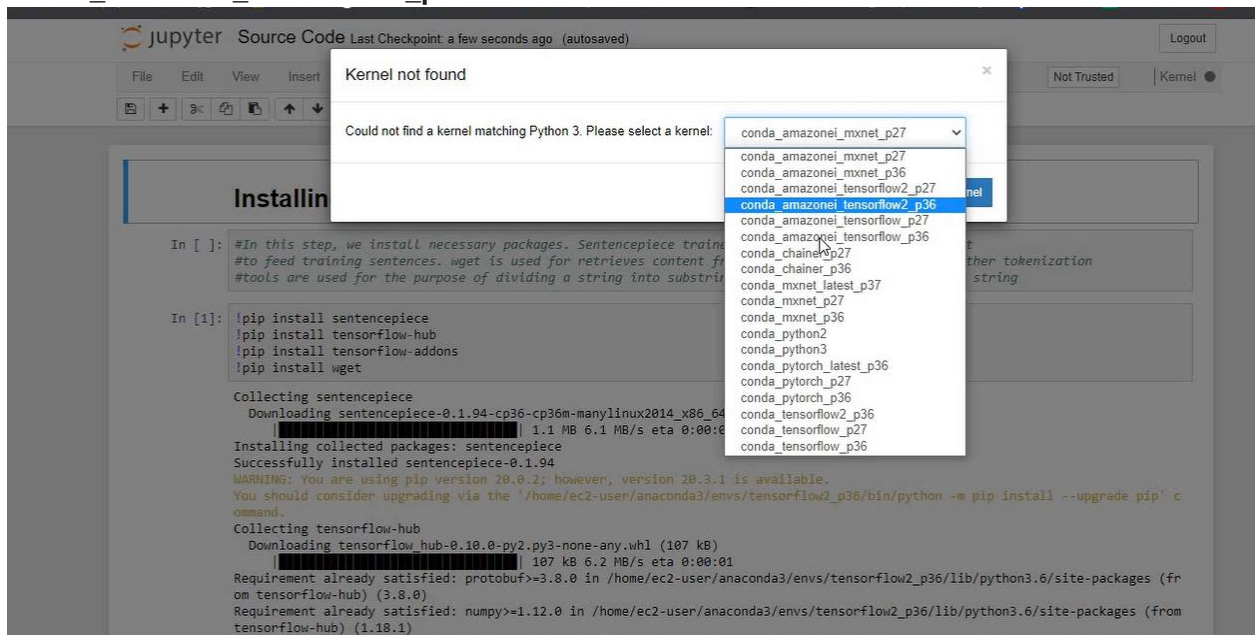 jupyter Source Code Last Checkpoint: a few seconds ago (autosaved)
Logout
File Edit View Insert
Not Trusted
Kernel
Kernel not found
×
Could not find a kernel matching Python 3. Please select a kernel:
conda_amazonei_mxnet_p27
conda_amazonei_mxnet_p27
conda_amazonei_mxnet_p36
conda_amazonei_tensorflow2_p27
conda_amazonei_tensorflow2_p36
conda_amazonei_tensorflow_p27
conda_amazonei_tensorflow_p36
conda_chainer_p27
conda_chainer_p36
conda_mxnet_latest_p37
conda_mxnet_p27
conda_mxnet_p36
conda_python2
conda_python3
conda_pytorch_latest_p36
conda_pytorch_p27
conda_pytorch_p36
conda_tensorflow2_p36
conda_tensorflow_p27
conda_tensorflow_p36
nel
Installin
In [ ]: #In this step, we install necessary packages. Sentencepiece traine
#to feed training sentences. wget is used for retrieves content fr ther tokenization
#tools are used for the purpose of dividing a string into substrin string
In [1]: !pip install sentencepiece
!pip install tensorflow-hub
!pip install tensorflow-addons
!pip install wget
Collecting sentencepiece
Downloading sentencepiece-0.1.94-cp36-cp36m-manylinux2014_x86_64
| | 1.1 MB 6.1 MB/s eta 0:00:0
Installing collected packages: sentencepiece
Successfully installed sentencepiece-0.1.94
WARNING: You are using pip version 20.0.2; however, version 20.3.1 is available.
You should consider upgrading via the '/home/ec2-user/anaconda3/envs/tensorflow2_p36/bin/python -m pip install --upgrade pip' c
ommand.
Collecting tensorflow-hub
Downloading tensorflow_hub-0.10.0-py2.py3-none-any.whl (107 kB)
| | 107 kB 6.2 MB/s eta 0:00:01
Requirement already satisfied: protobuf>=3.8.0 in /home/ec2-user/anaconda3/envs/tensorflow2_p36/lib/python3.6/site-packages (fr
om tensorflow-hub) (3.8.0)
Requirement already satisfied: numpy>=1.12.0 in /home/ec2-user/anaconda3/envs/tensorflow2_p36/lib/python3.6/site-packages (from
tensorflow-hub) (1.18.1)